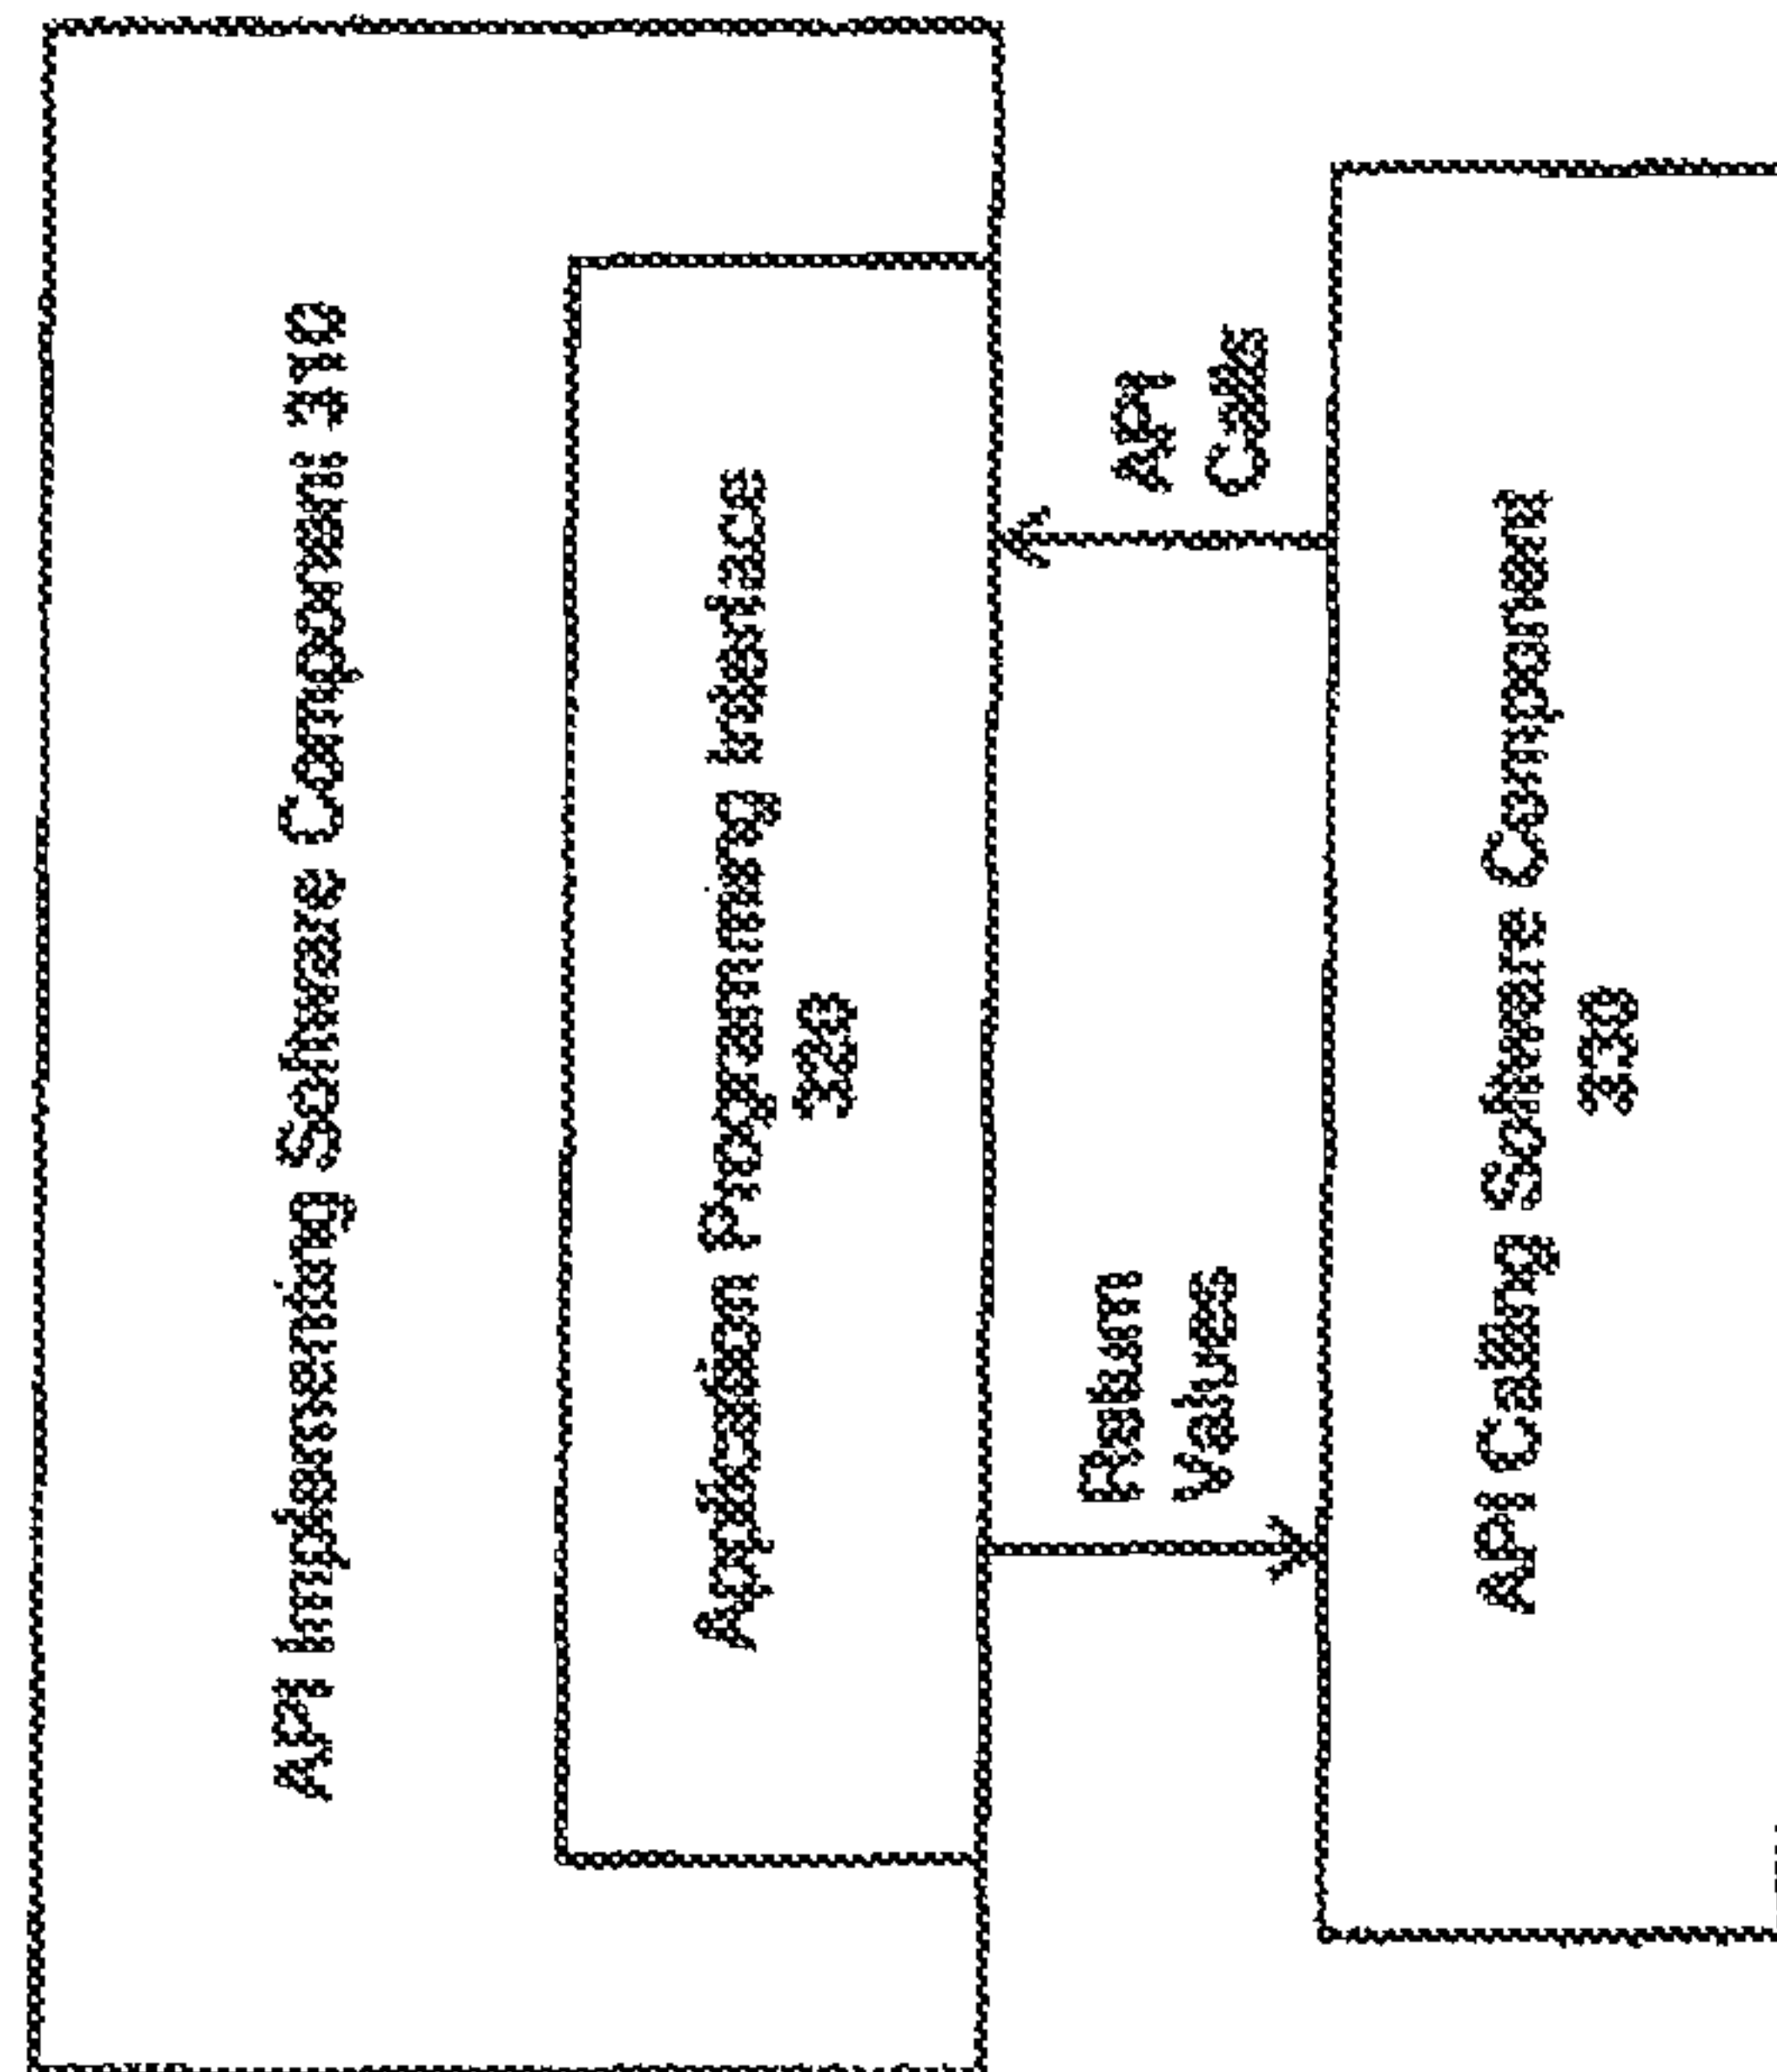 API Implementing Software Component 310
Application Programming Interface
320
Return
Values
API
Calls
API Calling Software Component
330